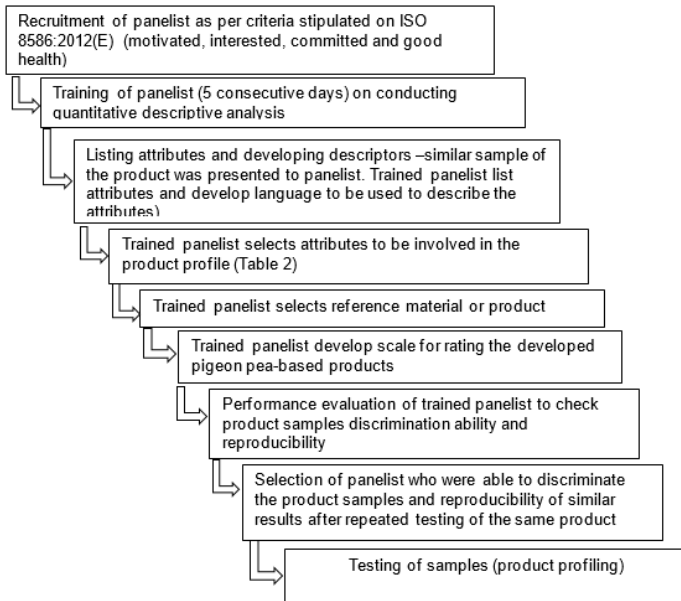 Recruitment of panelist as per criteria stipulated on ISO
8586:2012(E) (motivated, interested, committed and good
health)
Training of panelist (5 consecutive days) on conducting
quantitative descriptive analysis
Listing attributes and developing descriptors –similar sample of
the product was presented to panelist. Trained panelist list
attributes and develop language to be used to describe the
attributes)
Trained panelist selects attributes to be involved in the
product profile (Table 2)
Trained panelist selects reference material or product
Trained panelist develop scale for rating the developed
pigeon pea-based products
Performance evaluation of trained panelist to check
product samples discrimination ability and
reproducibility
Selection of panelist who were able to discriminate
the product samples and reproducibility of similar
results after repeated testing of the same product
Testing of samples (product profiling)